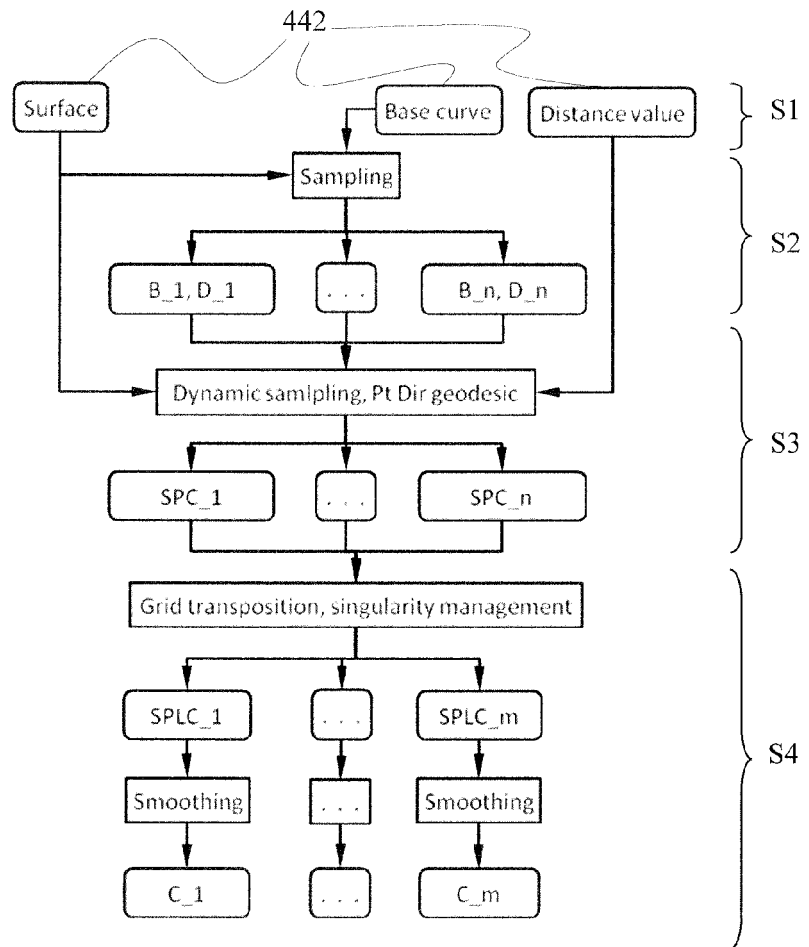 442
Surface
Base curve
Distance value
S1
Sampling
S2
B_1, D_1
. . .
B_n, D_n
Dynamic samlpling, Pt Dir geodesic
S3
SPC_1
. . .
SPC_n
Grid transposition, singularity management
SPLC_1
. . .
SPLC_m
S4
Smoothing
. . .
Smoothing
C_1
. . .
C_m